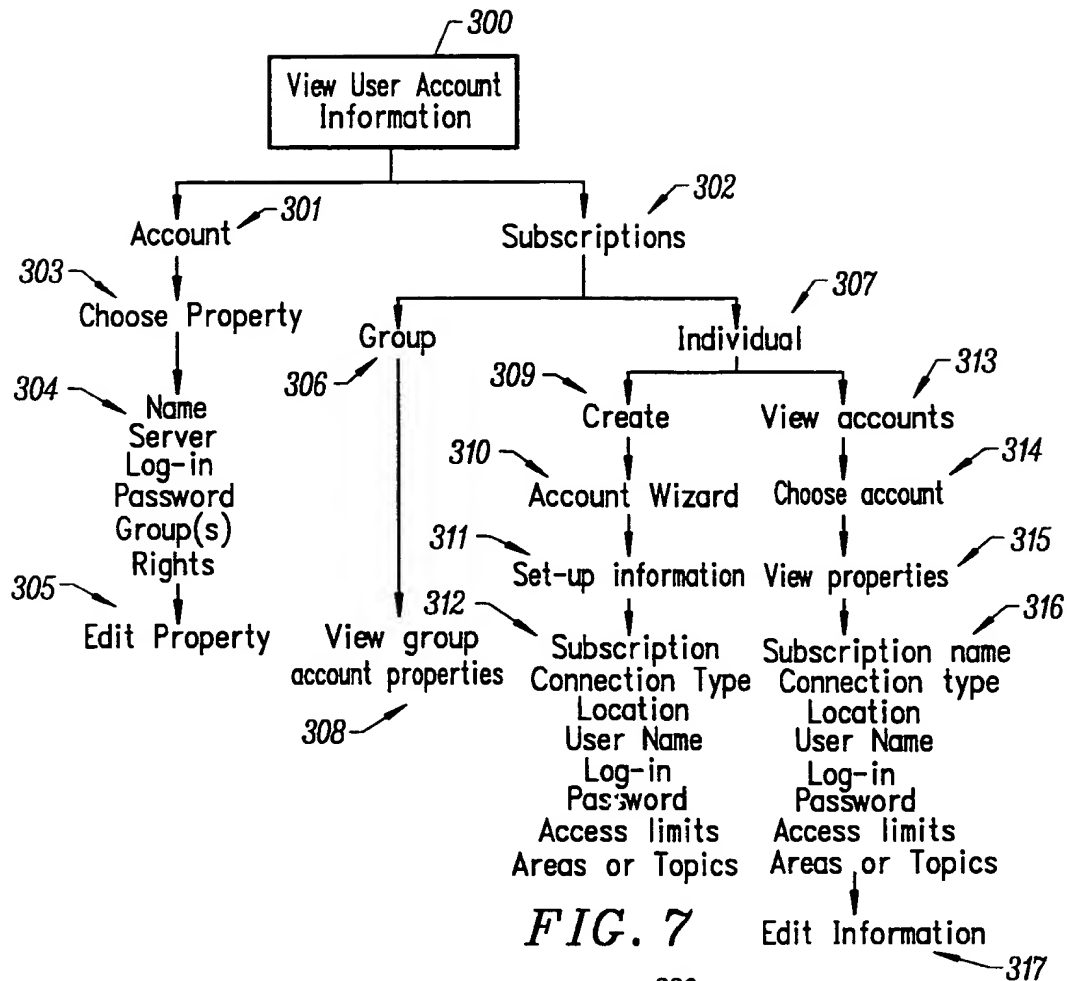 300
View User Account
Information
301
Account
302
Subscriptions
303
Choose Property
304
Name
Server
Log-in
Password
Group(s)
Rights
305
Edit Property
Group
306
View group
account properties
308
307
Individual
309
Create
310
Account Wizard
311
Set-up information
312
Subscription
Connection Type
Location
User Name
Log-in
Password
Access limits
Areas or Topics
313
View accounts
314
Choose account
315
View properties
316
Subscription name
Connection type
Location
User Name
Log-in
Password
Access limits
Areas or Topics
Edit Information
317
FIG. 7